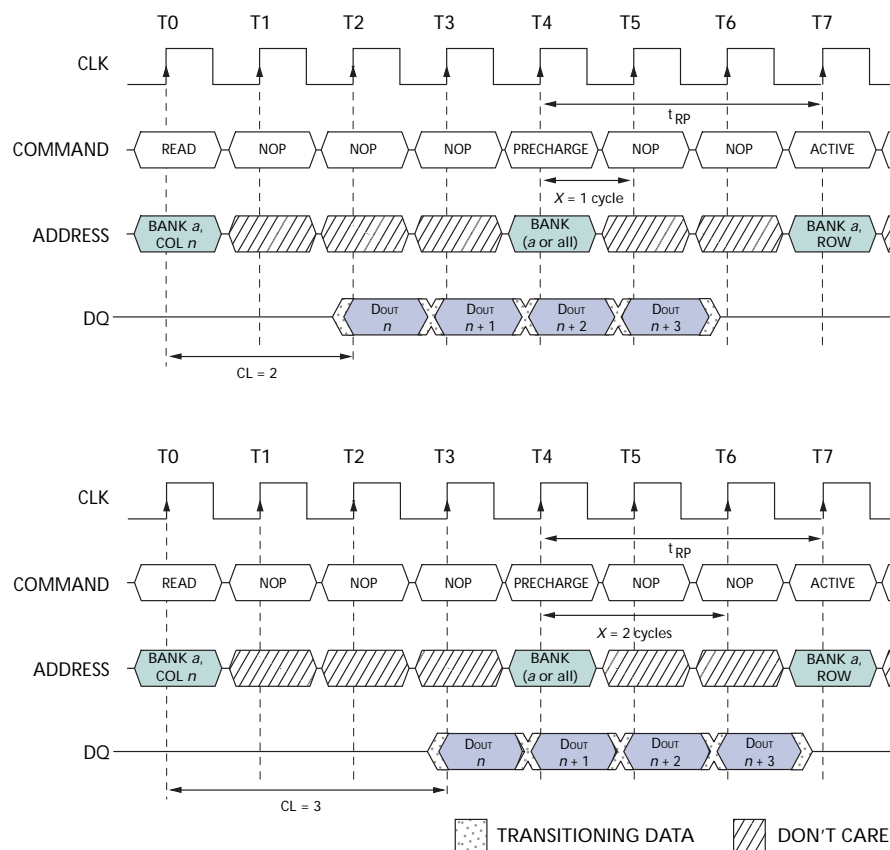 T0 T1 T2 T3 T4 T5 T6 T7
CLK
tRP
COMMAND READ NOP NOP NOP PRECHARGE NOP NOP ACTIVE
X = 1 cycle
ADDRESS BANK a, COL n BANK (a or all) BANK a, ROW
DQ DOUT n DOUT n + 1 DOUT n + 2 DOUT n + 3
CL = 2
T0 T1 T2 T3 T4 T5 T6 T7
CLK
tRP
COMMAND READ NOP NOP NOP PRECHARGE NOP NOP ACTIVE
X = 2 cycles
ADDRESS BANK a, COL n BANK (a or all) BANK a, ROW
DQ DOUT n DOUT n + 1 DOUT n + 2 DOUT n + 3
CL = 3
TRANSITIONING DATA DON'T CARE